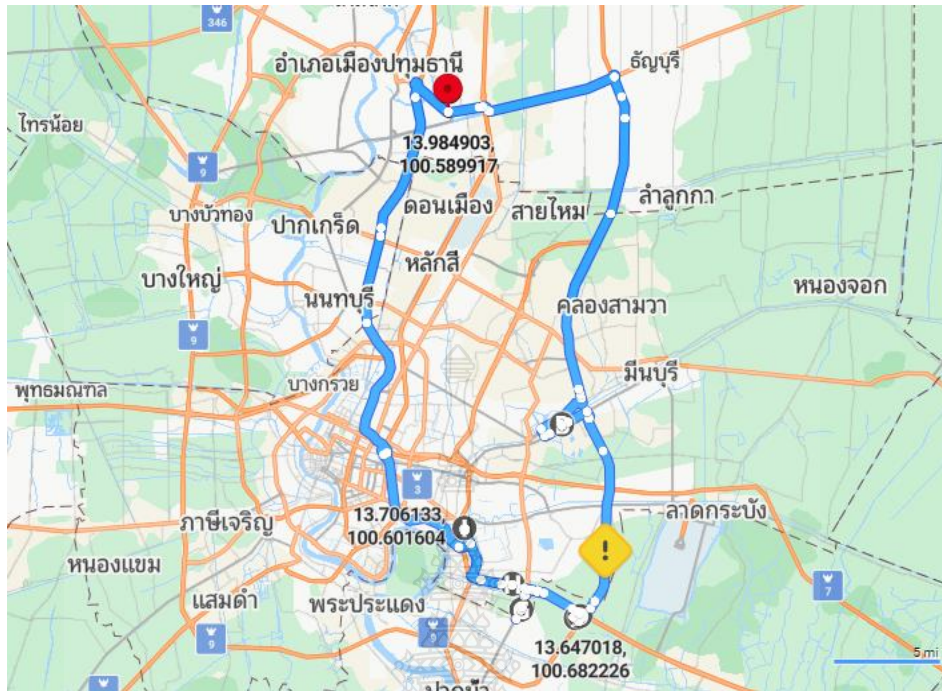 346
อำเภอเมืองปทุมธานี
ธัญบุรี
ไทรน้อย
13.984903,
100.589917
9
บางบัวทอง
ปากเกร็ด
ดอนเมือง
สายไหม
ลำลูกกา
บางใหญ่
หลักสี่
หนองจอก
นนทบุรี
คลองสามวา
9
บางกรวย
มีนบุรี
พุทธมณฑล
3
ภาษีเจริญ
13.706133,
100.601604
ลาดกระบัง
!
หนองแขม
แสมดำ
พระประแดง
7
9
9
13.647018,
100.682226
5 mi